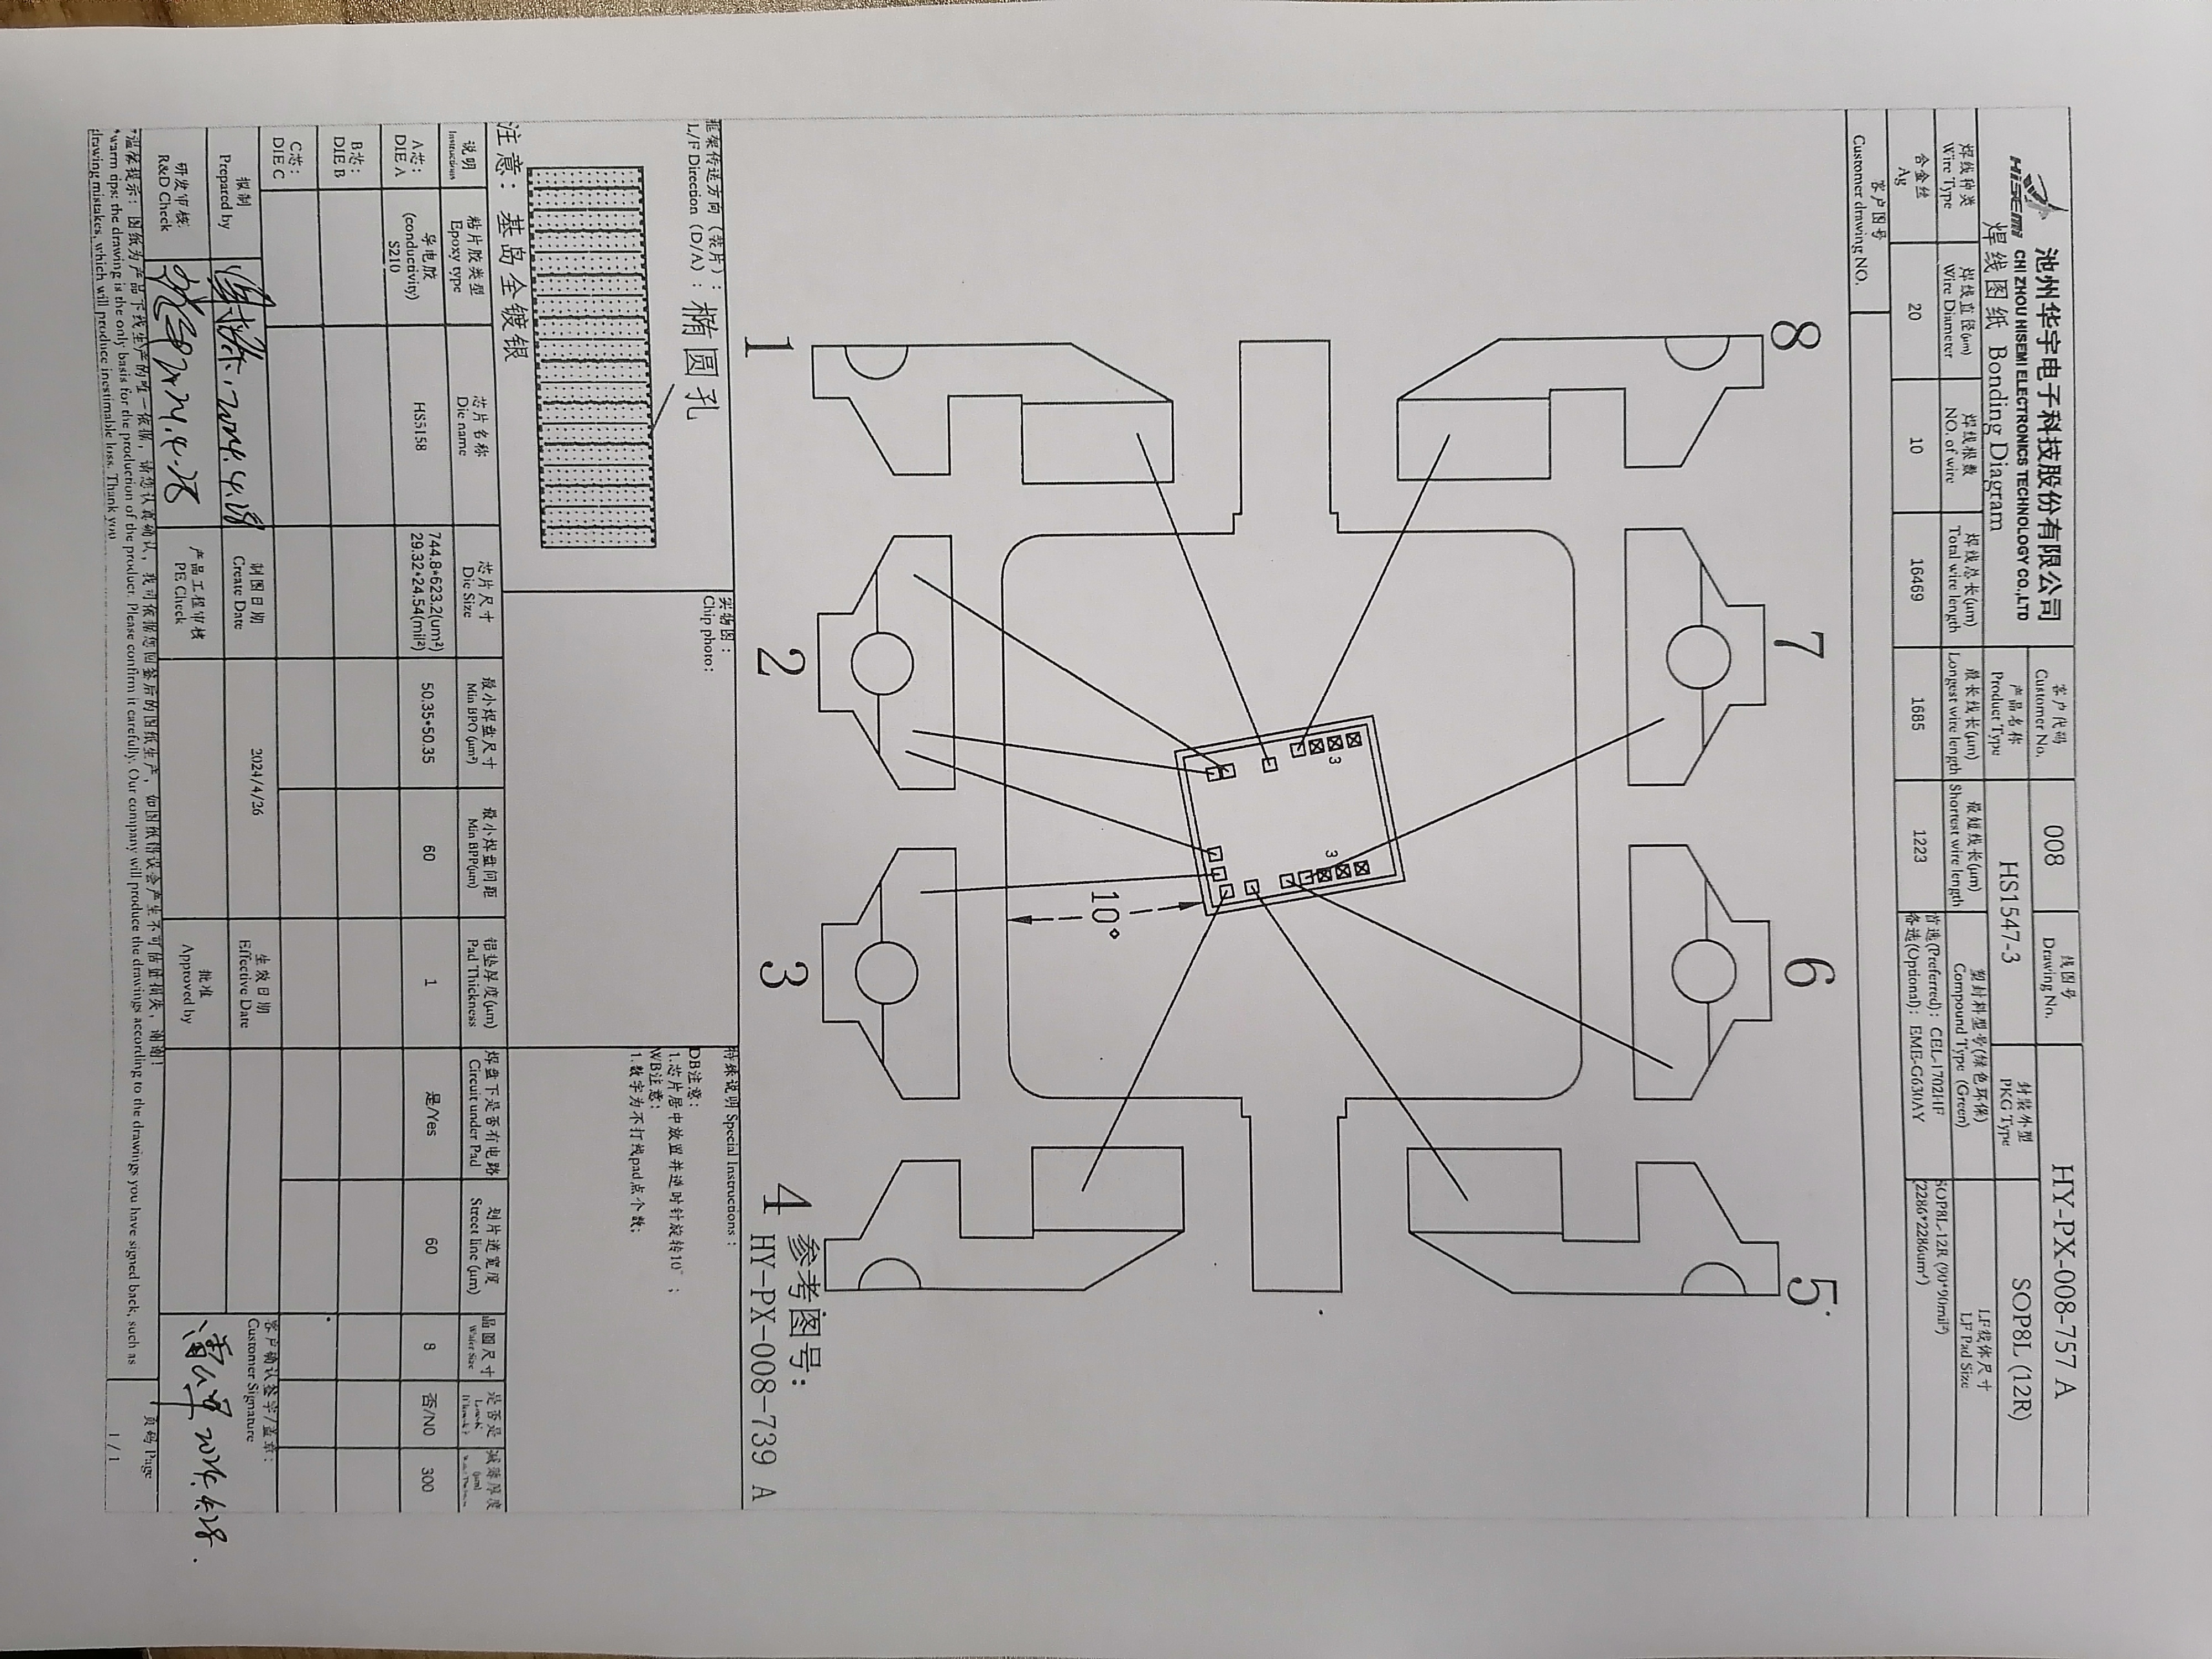 HISEMI
池州华宇电子科技股份有限公司
CHI ZHOU HISEMI ELECTRONICS TECHNOLOGY CO.,LTD
焊线图纸 Bonding Diagram
客户代码
Customer No.
008
线图号
Drawing No.
HY-PX-008-757 A
产品名称
Product Type
HS1547-3
封装外型
PKG Type
SOP8L (12R)
焊线种类
Wire Type
焊线直径(μm)
Wire Diameter
焊线根数
NO. of wire
焊线总长(μm)
Total wire length
最长线长(μm)
Longest wire length
最短线长(μm)
Shortest wire length
塑封料型号(绿色环保)
Compound Type (Green)
LF载体尺寸
LF Pad Size
合金丝
Ag
20
10
16469
1685
1223
首选(Preferred): CEL-1702HF
备选(Optional): EME-G630AY
SOP8L-12R (90*90mil²)
(2286*2286um²)
客户图号
Customer drawing NO.
8
7
6
5
3
3
10°
1
2
3
4
参考图号:
HY-PX-008-739 A
框架传送方向(装片):
L/F Direction (D/A):
椭圆孔
注意: 基岛全镀银
实物图:
Chip photo:
特殊说明 Special Instructions:
DB注意:
1.芯片居中放置并逆时针旋转10°;
WB注意:
1.数字为不打线pad点个数;
说明
Instructions
粘片胶类型
Epoxy type
芯片名称
Die name
芯片尺寸
Die Size
最小焊盘尺寸
Min BPO (μm²)
最小焊盘间距
Min BPP(μm)
铝垫厚度(μm)
Pad Thickness
焊盘下是否有电路
Circuit under Pad
划片道宽度
Street line (μm)
晶圆尺寸
Wafer Size
是否是
减薄厚度
(μm)
A芯:
DIE A
导电胶
(conductivity)
S210
HS5158
744.8*623.2(um²)
29.32*24.54(mil²)
50.35*50.35
60
1
是/Yes
60
8
否/NO
300
B芯:
DIE B
C芯:
DIE C
拟制
Prepared by
2024.4.28
制图日期
Create Date
2024/4/26
生效日期
Effective Date
客户确认签字/盖章:
Customer Signature
研发审核
R&D Check
2024.4.28
产品工程审核
PE Check
批准
Approved by
2024.4.28.
*温馨提示: 图纸为产品下线生产的唯一依据, 请您认真确认, 我司依据您回签后的图纸生产, 如图纸错误会产生不可估量损失, 谢谢!
*warm tips: the drawing is the only basis for the production of the product. Please confirm it carefully. Our company will produce the drawings according to the drawings you have signed back, such as
drawing mistakes, which will produce inestimable loss. Thank you
页码 Page
1 / 1